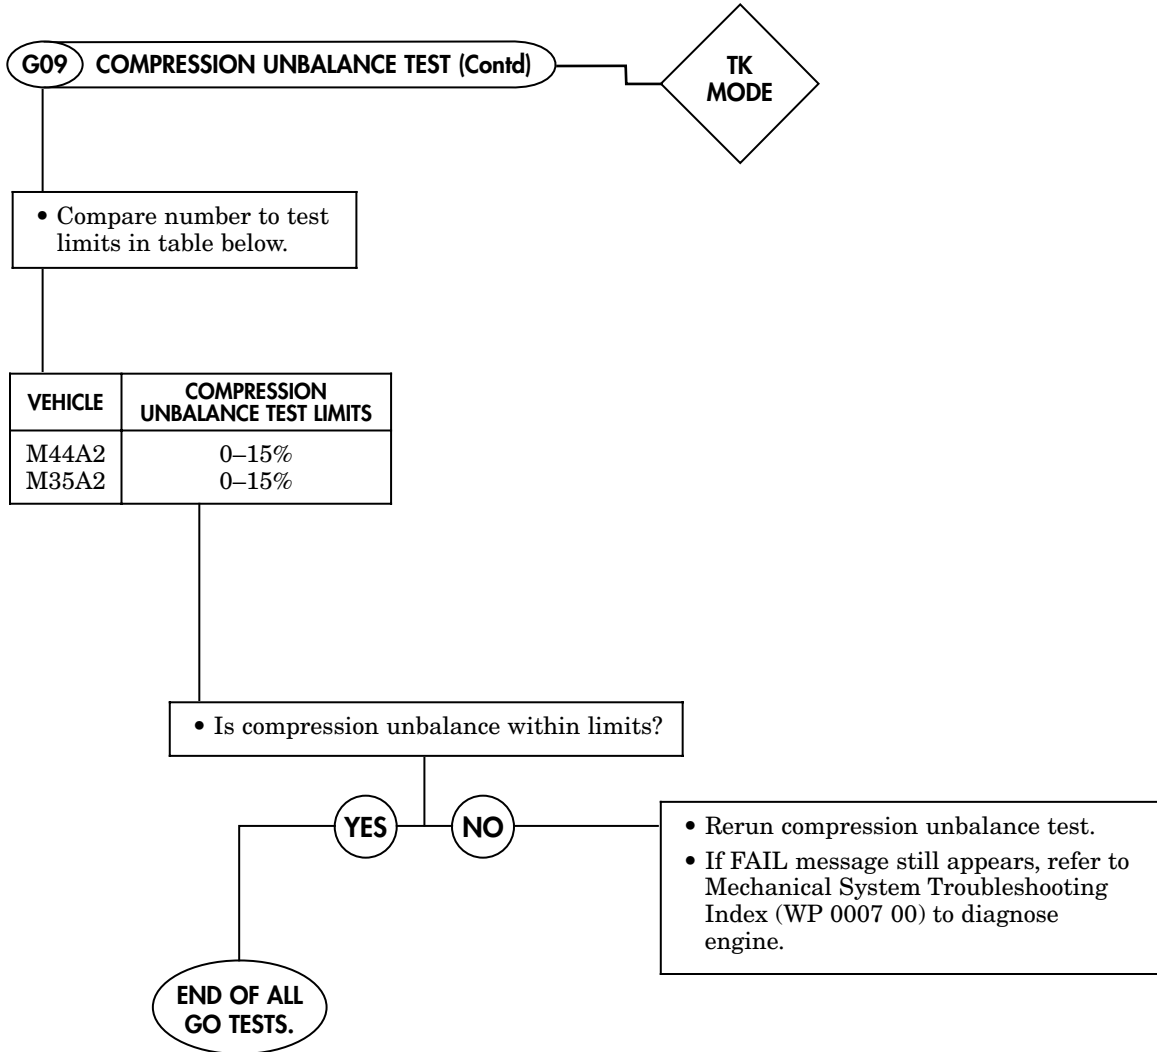 G09 COMPRESSION UNBALANCE TEST (Contd)
TK
MODE
• Compare number to test
limits in table below.
VEHICLE COMPRESSION
UNBALANCE TEST LIMITS
M44A2 0–15%
M35A2 0–15%
• Is compression unbalance within limits?
YES NO
• Rerun compression unbalance test.
• If FAIL message still appears, refer to
Mechanical System Troubleshooting
Index (WP 0007 00) to diagnose
engine.
END OF ALL
GO TESTS.